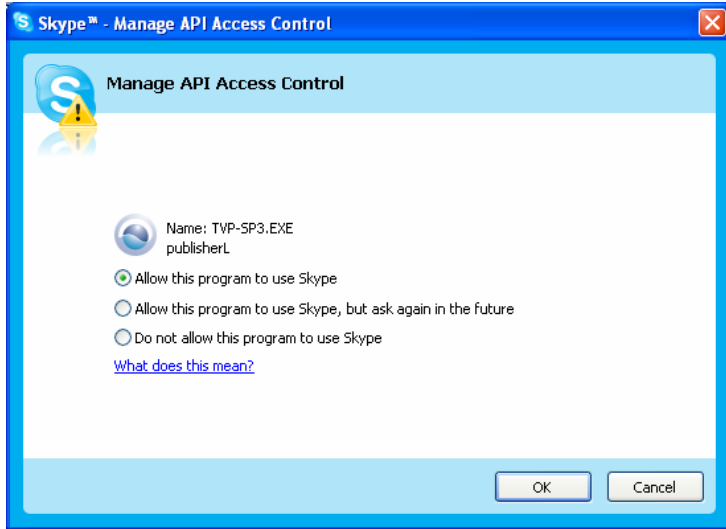 Skype™ - Manage API Access Control
Manage API Access Control
Name: TVP-SP3.EXE
publisherL
Allow this program to use Skype
Allow this program to use Skype, but ask again in the future
Do not allow this program to use Skype
What does this mean?
OK
Cancel